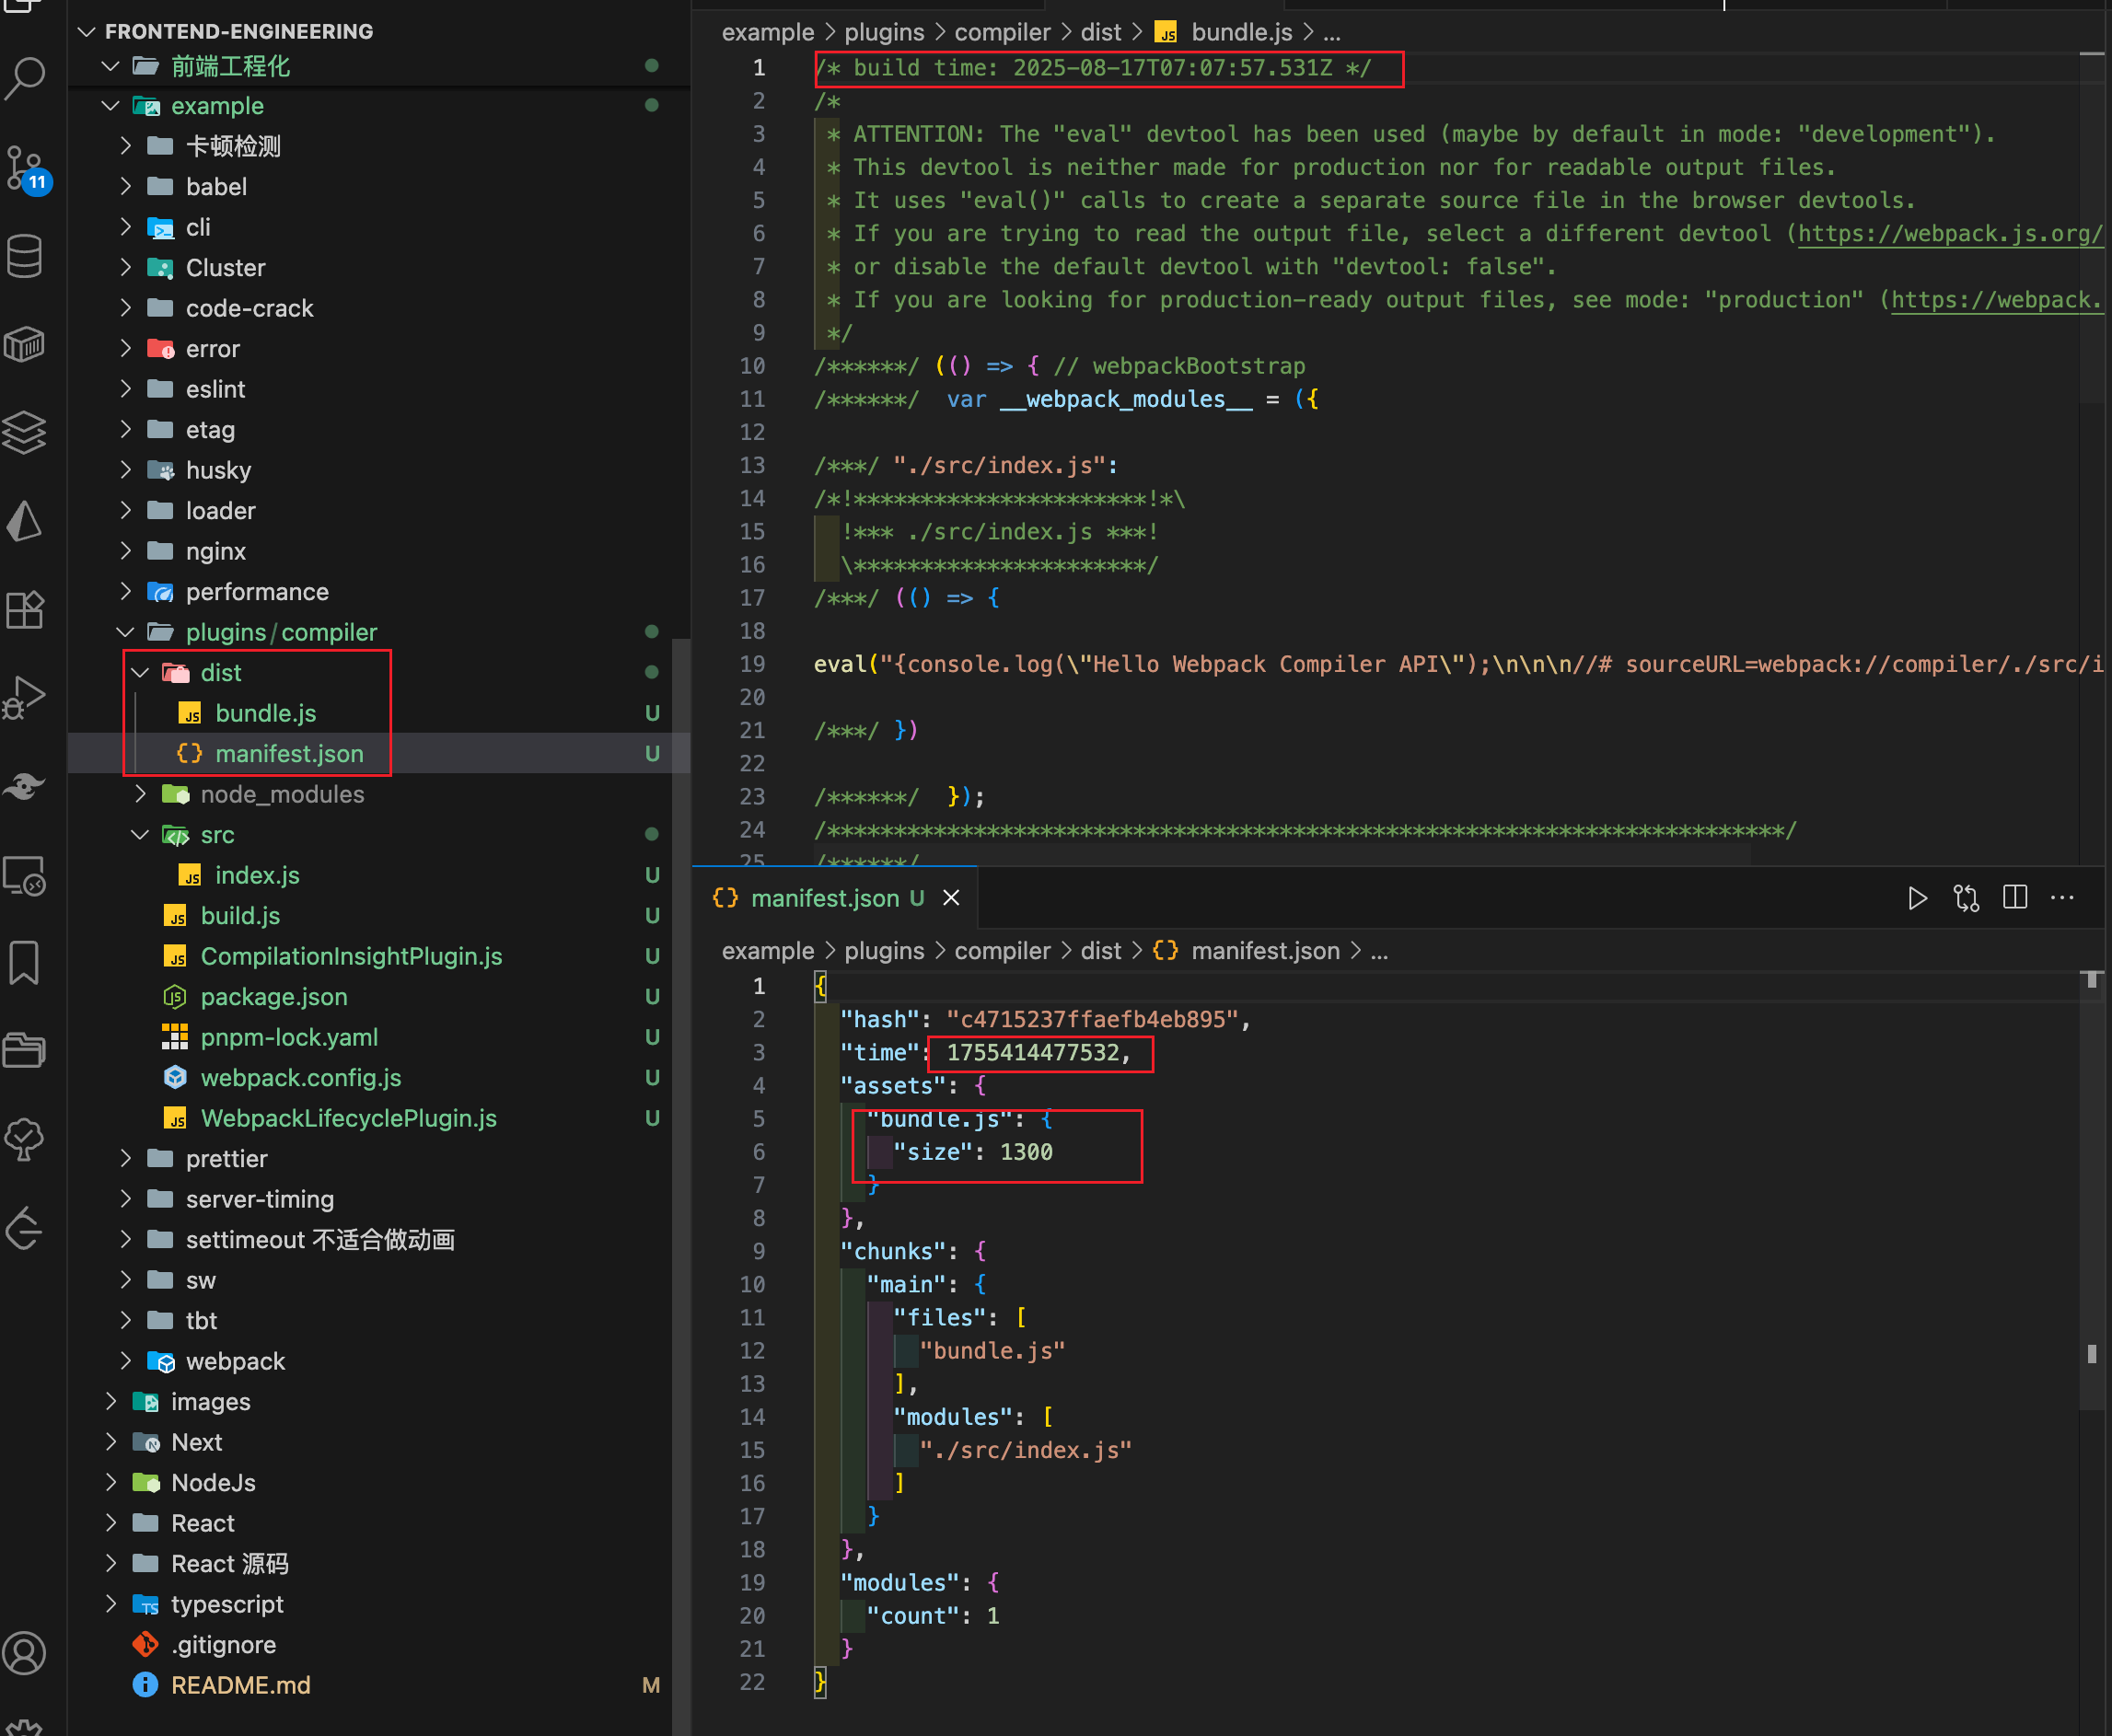 FRONTEND-ENGINEERING
前端工程化
example
卡顿检测
babel
cli
Cluster
code-crack
error
eslint
etag
husky
loader
nginx
performance
plugins / compiler
dist
bundle.js U
manifest.json U
node_modules
src
index.js U
build.js U
CompilationInsightPlugin.js U
package.json U
pnpm-lock.yaml U
webpack.config.js U
WebpackLifecyclePlugin.js U
prettier
server-timing
settimeout 不适合做动画
sw
tbt
webpack
images
Next
NodeJs
React
React 源码
typescript
.gitignore
README.md M
11
example > plugins > compiler > dist > JS bundle.js > ...
1 /* build time: 2025-08-17T07:07:57.531Z */
2 /*
3 * ATTENTION: The "eval" devtool has been used (maybe by default in mode: "development").
4 * This devtool is neither made for production nor for readable output files.
5 * It uses "eval()" calls to create a separate source file in the browser devtools.
6 * If you are trying to read the output file, select a different devtool (https://webpack.js.org/
7 * or disable the default devtool with "devtool: false".
8 * If you are looking for production-ready output files, see mode: "production" (https://webpack.
9 */
10 /******/ (() => { // webpackBootstrap
11 /******/ var __webpack_modules__ = ({
12
13 /***/ "./src/index.js":
14 /*!**********************!*\
15 !*** ./src/index.js ***!
16 \**********************/
17 /***/ (() => {
18
19 eval("{console.log(\"Hello Webpack Compiler API\");\n\n\n//# sourceURL=webpack://compiler/./src/i
20
21 /***/ })
22
23 /******/ });
24 /************************************************************************/
25 /******/
{} manifest.json U ×
example > plugins > compiler > dist > {} manifest.json > ...
1 {
2 "hash": "c4715237ffaefb4eb895",
3 "time": 1755414477532,
4 "assets": {
5 "bundle.js": {
6 "size": 1300
7 }
8 },
9 "chunks": {
10 "main": {
11 "files": [
12 "bundle.js"
13 ],
14 "modules": [
15 "./src/index.js"
16 ]
17 }
18 },
19 "modules": {
20 "count": 1
21 }
22 }